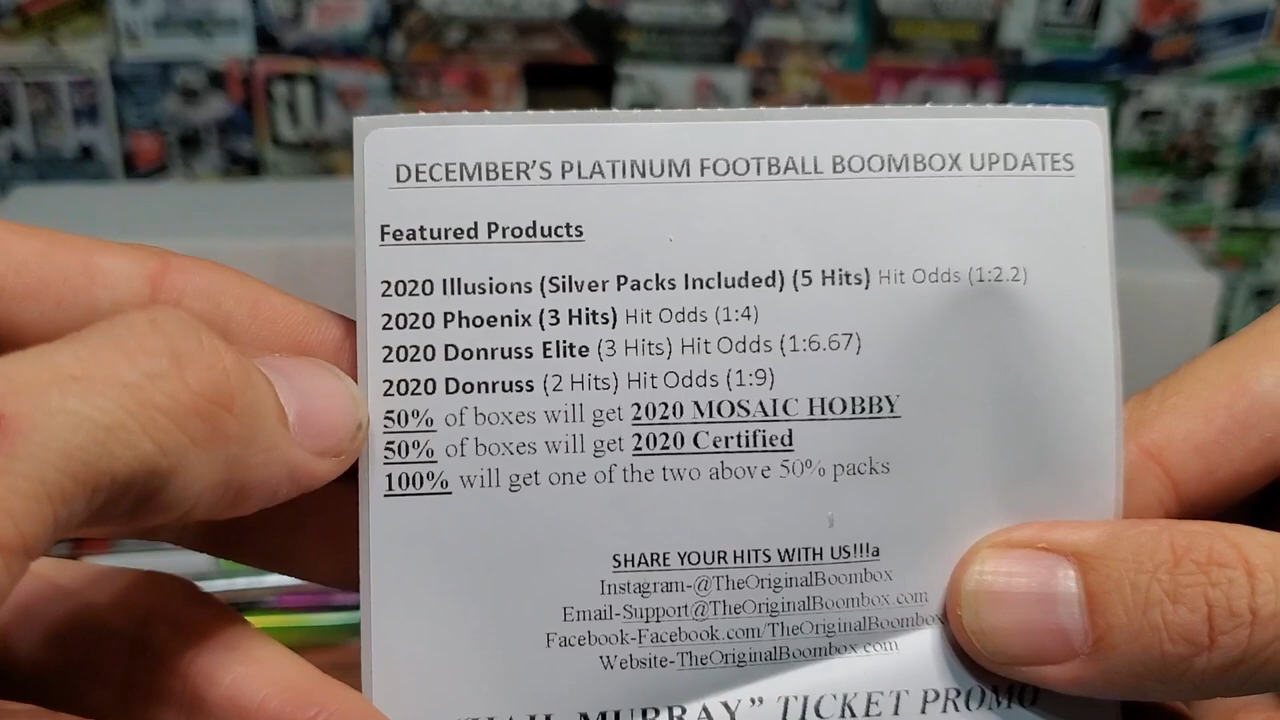 DECEMBER'S PLATINUM FOOTBALL BOOMBOX UPDATES
Featured Products
2020 Illusions (Silver Packs Included) (5 Hits) Hit Odds (1:2.2)
2020 Phoenix (3 Hits) Hit Odds (1:4)
2020 Donruss Elite (3 Hits) Hit Odds (1:6.67)
2020 Donruss (2 Hits) Hit Odds (1:9)
50% of boxes will get 2020 MOSAIC HOBBY
50% of boxes will get 2020 Certified
100% will get one of the two above 50% packs
SHARE YOUR HITS WITH US!!!a
Instagram-@TheOriginalBoombox
Email-Support@TheOriginalBoombox.com
Facebook-Facebook.com/TheOriginalBoombox
Website-TheOriginalBoombox.com
"HAIL MURRAY" TICKET PROMO